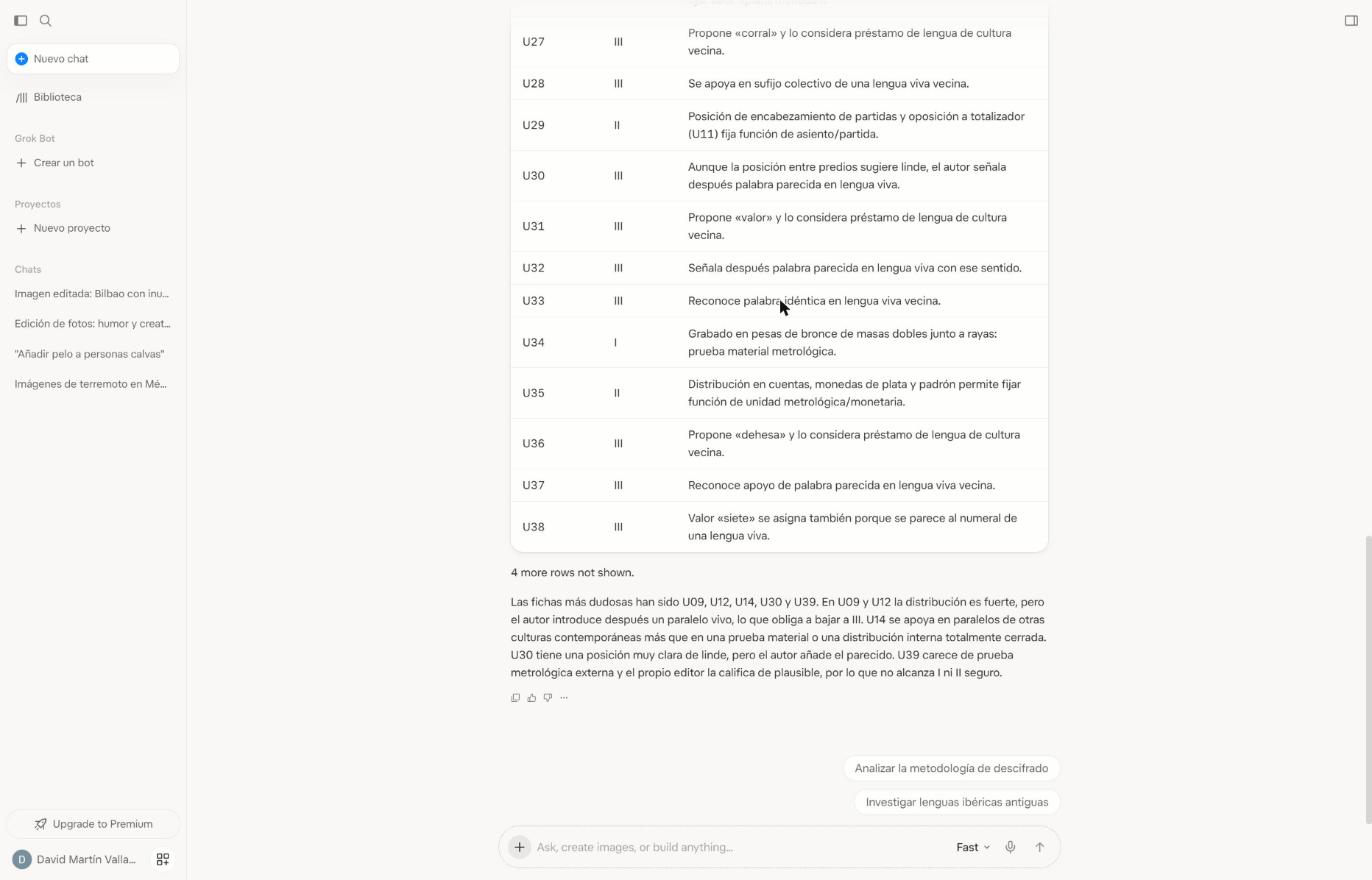 Nuevo chat
Biblioteca
Grok Bot
Crear un bot
Proyectos
Nuevo proyecto
Chats
Imagen editada: Bilbao con inu...
Edición de fotos: humor y creat...
"Añadir pelo a personas calvas"
Imágenes de terremoto en Mé...
Upgrade to Premium
D
David Martín Valla...
U27 III Propone «corral» y lo considera préstamo de lengua de cultura
vecina.
U28 III Se apoya en sufijo colectivo de una lengua viva vecina.
U29 II Posición de encabezamiento de partidas y oposición a totalizador
(U11) fija función de asiento/partida.
U30 III Aunque la posición entre predios sugiere linde, el autor señala
después palabra parecida en lengua viva.
U31 III Propone «valor» y lo considera préstamo de lengua de cultura
vecina.
U32 III Señala después palabra parecida en lengua viva con ese sentido.
U33 III Reconoce palabra idéntica en lengua viva vecina.
U34 I Grabado en pesas de bronce de masas dobles junto a rayas:
prueba material metrológica.
U35 II Distribución en cuentas, monedas de plata y padrón permite fijar
función de unidad metrológica/monetaria.
U36 III Propone «dehesa» y lo considera préstamo de lengua de cultura
vecina.
U37 III Reconoce apoyo de palabra parecida en lengua viva vecina.
U38 III Valor «siete» se asigna también porque se parece al numeral de
una lengua viva.
4 more rows not shown.
Las fichas más dudosas han sido U09, U12, U14, U30 y U39. En U09 y U12 la distribución es fuerte, pero
el autor introduce después un paralelo vivo, lo que obliga a bajar a III. U14 se apoya en paralelos de otras
culturas contemporáneas más que en una prueba material o una distribución interna totalmente cerrada.
U30 tiene una posición muy clara de linde, pero el autor añade el parecido. U39 carece de prueba
metrológica externa y el propio editor la califica de plausible, por lo que no alcanza I ni II seguro.
Analizar la metodología de descifrado
Investigar lenguas ibéricas antiguas
Ask, create images, or build anything...
Fast